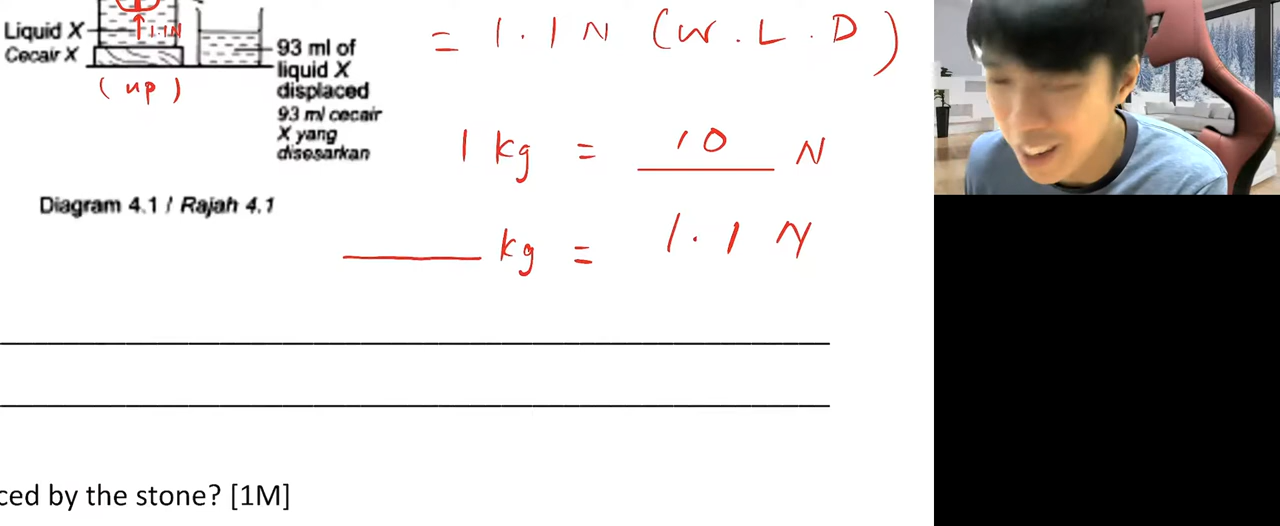 1.1N
Liquid X
Cecair X
(up)
93 ml of
liquid X
displaced
93 ml cecair
X yang
disesarkan
Diagram 4.1 / Rajah 4.1
= 1.1 N (W.L.D)
1 kg = 10 N
kg = 1.1 N
ced by the stone? [1M]